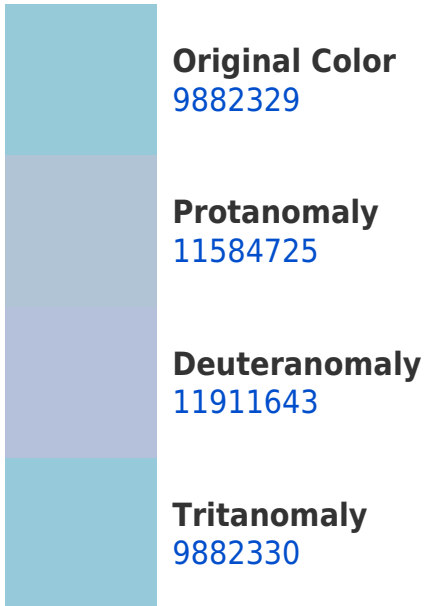 Original Color
9882329
Protanomaly
11584725
Deuteranomaly
11911643
Tritanomaly
9882330